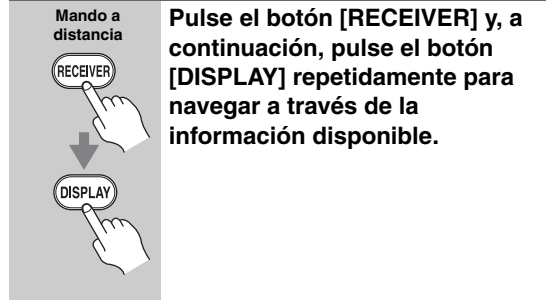 Mando a
distancia
RECEIVER
DISPLAY
Pulse el botón [RECEIVER] y, a
continuación, pulse el botón
[DISPLAY] repetidamente para
navegar a través de la
información disponible.